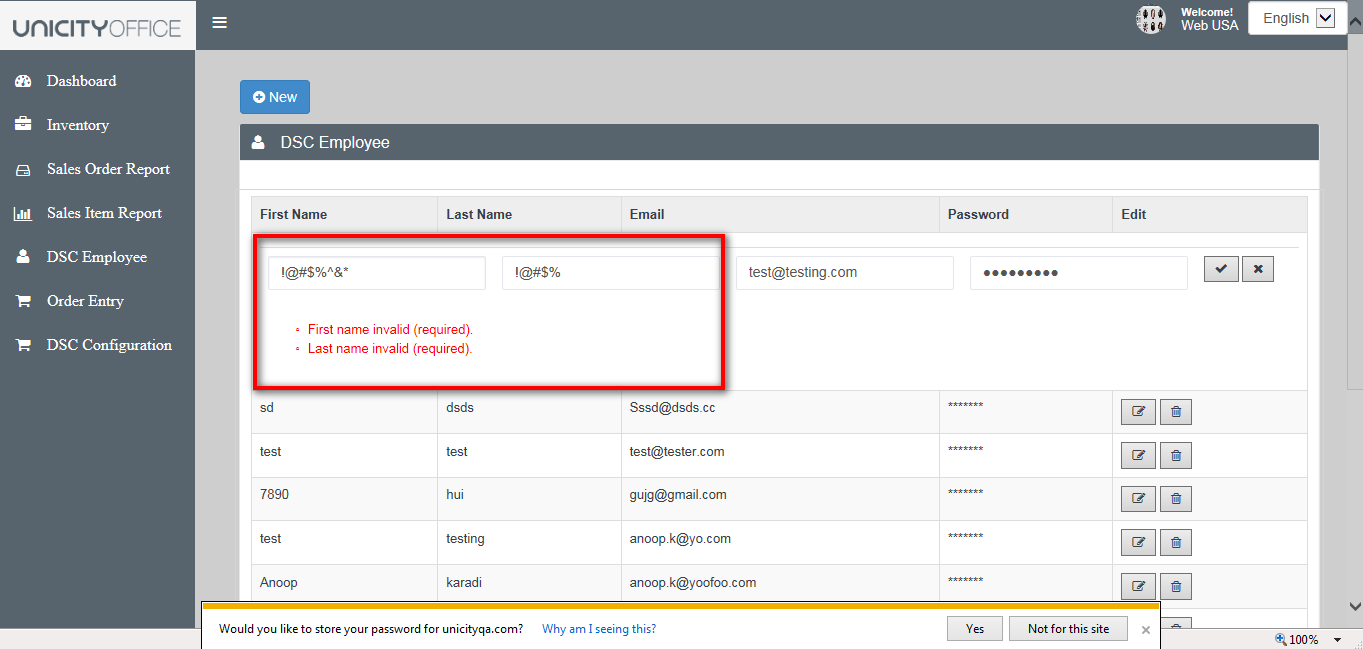 UNICITYOFFICE
Welcome!
Web USA
English
Dashboard
Inventory
Sales Order Report
Sales Item Report
DSC Employee
Order Entry
DSC Configuration
New
DSC Employee
First Name Last Name Email Password Edit
!@#$%^&* !@#$% test@testing.com •••••••••
First name invalid (required).
Last name invalid (required).
sd dsds Sssd@dsds.cc *******
test test test@tester.com *******
7890 hui gujg@gmail.com *******
test testing anoop.k@yo.com *******
Anoop karadi anoop.k@yoofoo.com *******
Would you like to store your password for unicityqa.com? Why am I seeing this? Yes Not for this site
100%